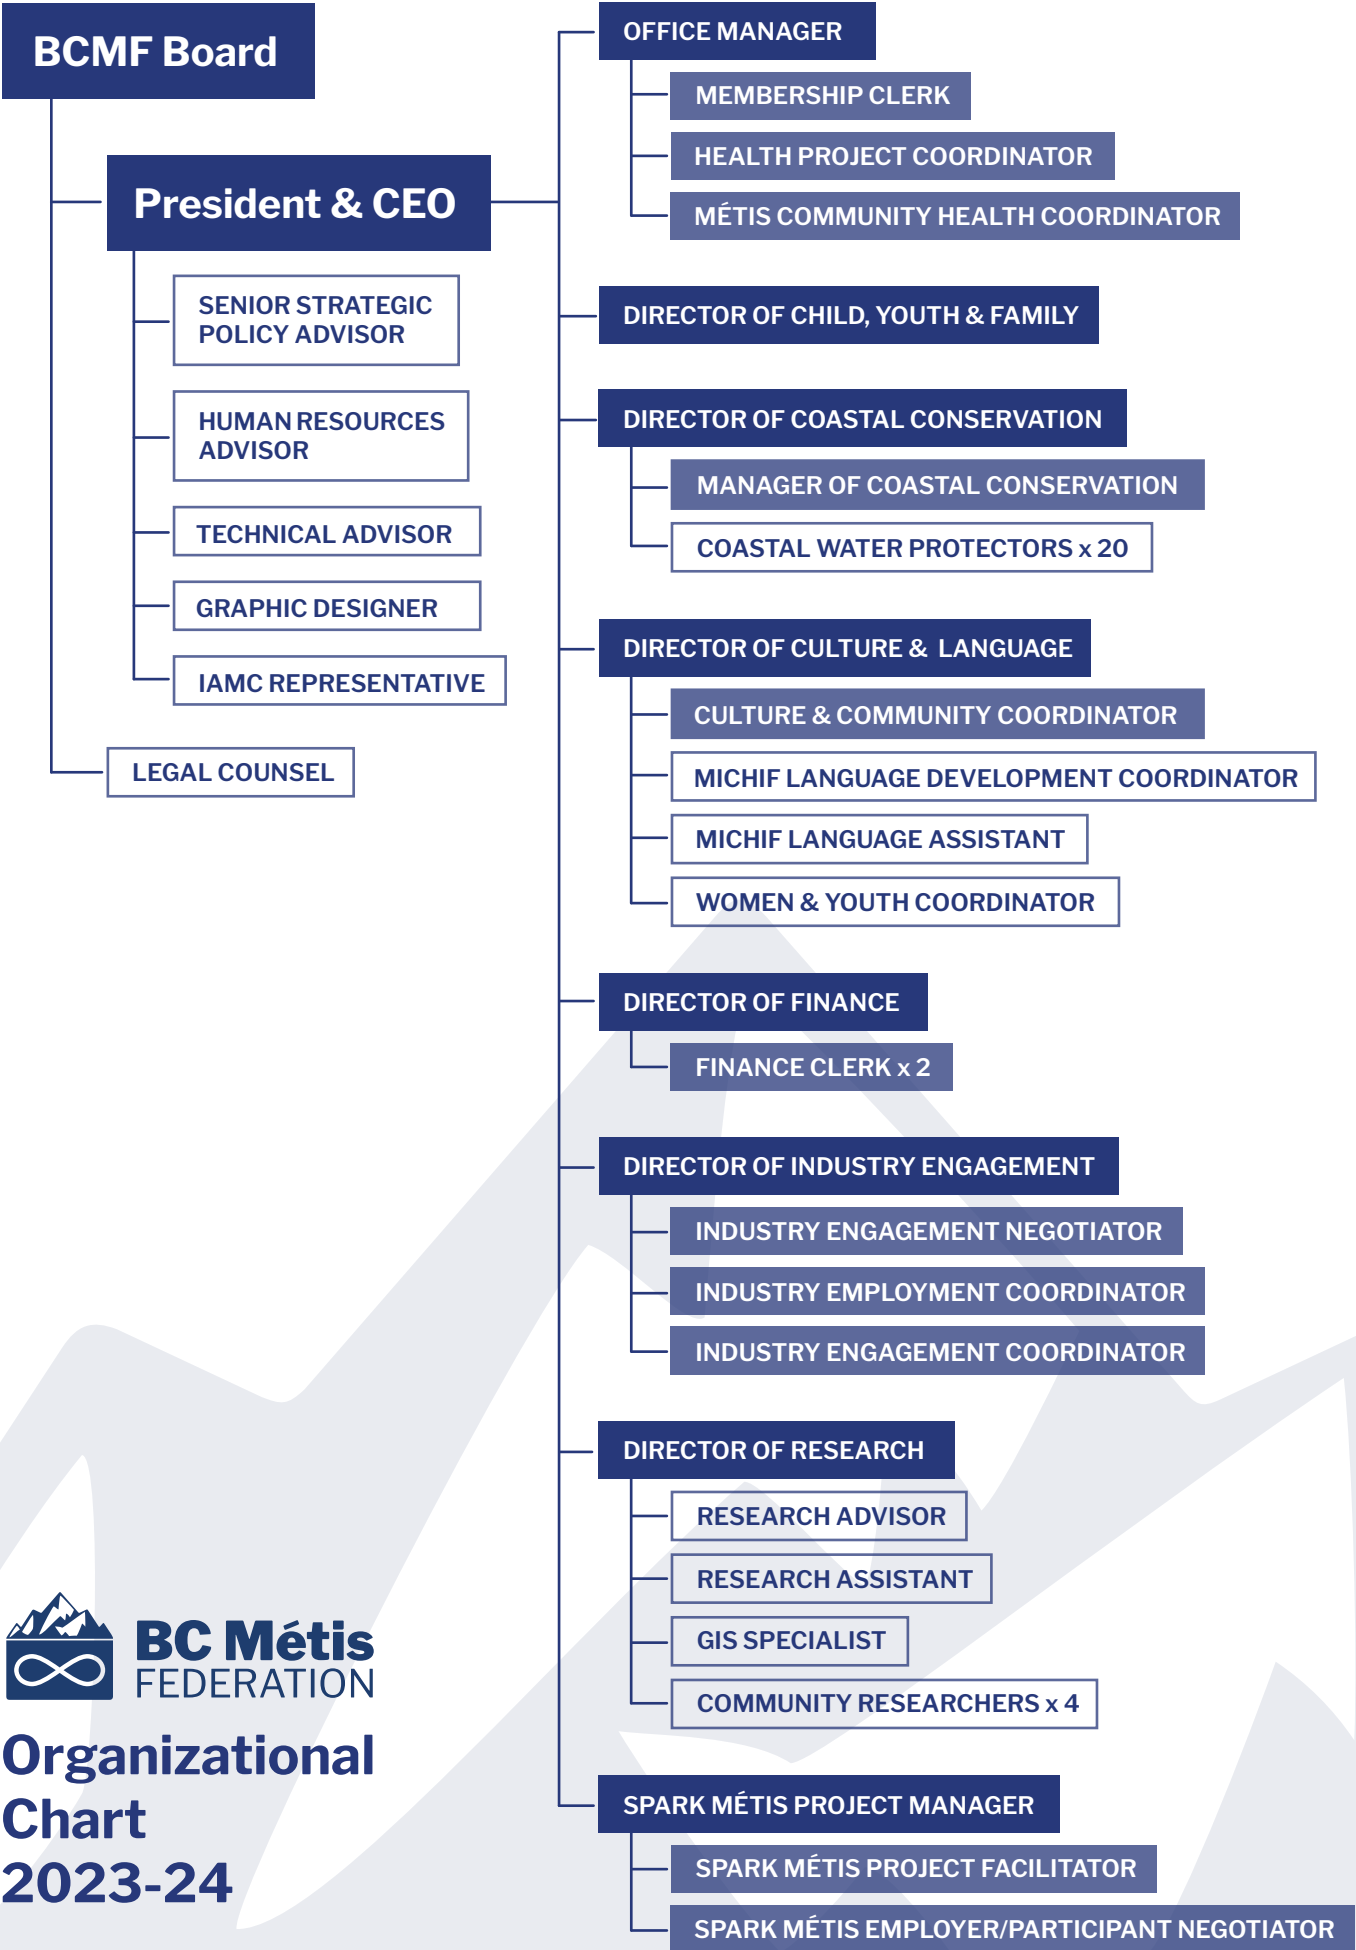 BCMF Board
President & CEO
SENIOR STRATEGIC
POLICY ADVISOR
HUMAN RESOURCES
ADVISOR
TECHNICAL ADVISOR
GRAPHIC DESIGNER
IAMC REPRESENTATIVE
LEGAL COUNSEL
OFFICE MANAGER
MEMBERSHIP CLERK
HEALTH PROJECT COORDINATOR
MÉTIS COMMUNITY HEALTH COORDINATOR
DIRECTOR OF CHILD, YOUTH & FAMILY
DIRECTOR OF COASTAL CONSERVATION
MANAGER OF COASTAL CONSERVATION
COASTAL WATER PROTECTORS x 20
DIRECTOR OF CULTURE & LANGUAGE
CULTURE & COMMUNITY COORDINATOR
MICHIF LANGUAGE DEVELOPMENT COORDINATOR
MICHIF LANGUAGE ASSISTANT
WOMEN & YOUTH COORDINATOR
DIRECTOR OF FINANCE
FINANCE CLERK x 2
DIRECTOR OF INDUSTRY ENGAGEMENT
INDUSTRY ENGAGEMENT NEGOTIATOR
INDUSTRY EMPLOYMENT COORDINATOR
INDUSTRY ENGAGEMENT COORDINATOR
DIRECTOR OF RESEARCH
RESEARCH ADVISOR
RESEARCH ASSISTANT
GIS SPECIALIST
COMMUNITY RESEARCHERS x 4
SPARK MÉTIS PROJECT MANAGER
SPARK MÉTIS PROJECT FACILITATOR
SPARK MÉTIS EMPLOYER/PARTICIPANT NEGOTIATOR
BC Métis
FEDERATION
Organizational
Chart
2023-24